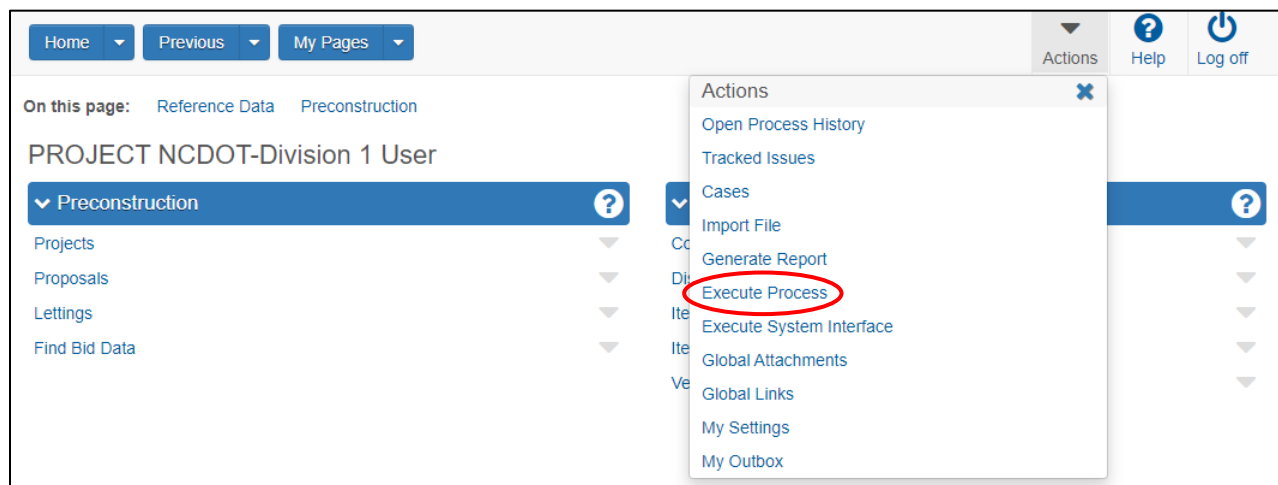 Home Previous My Pages Actions Help Log off
On this page: Reference Data Preconstruction
PROJECT NCDOT-Division 1 User
Preconstruction
Projects
Proposals
Lettings
Find Bid Data
Actions
Open Process History
Tracked Issues
Cases
Import File
Generate Report
Execute Process
Execute System Interface
Global Attachments
Global Links
My Settings
My Outbox